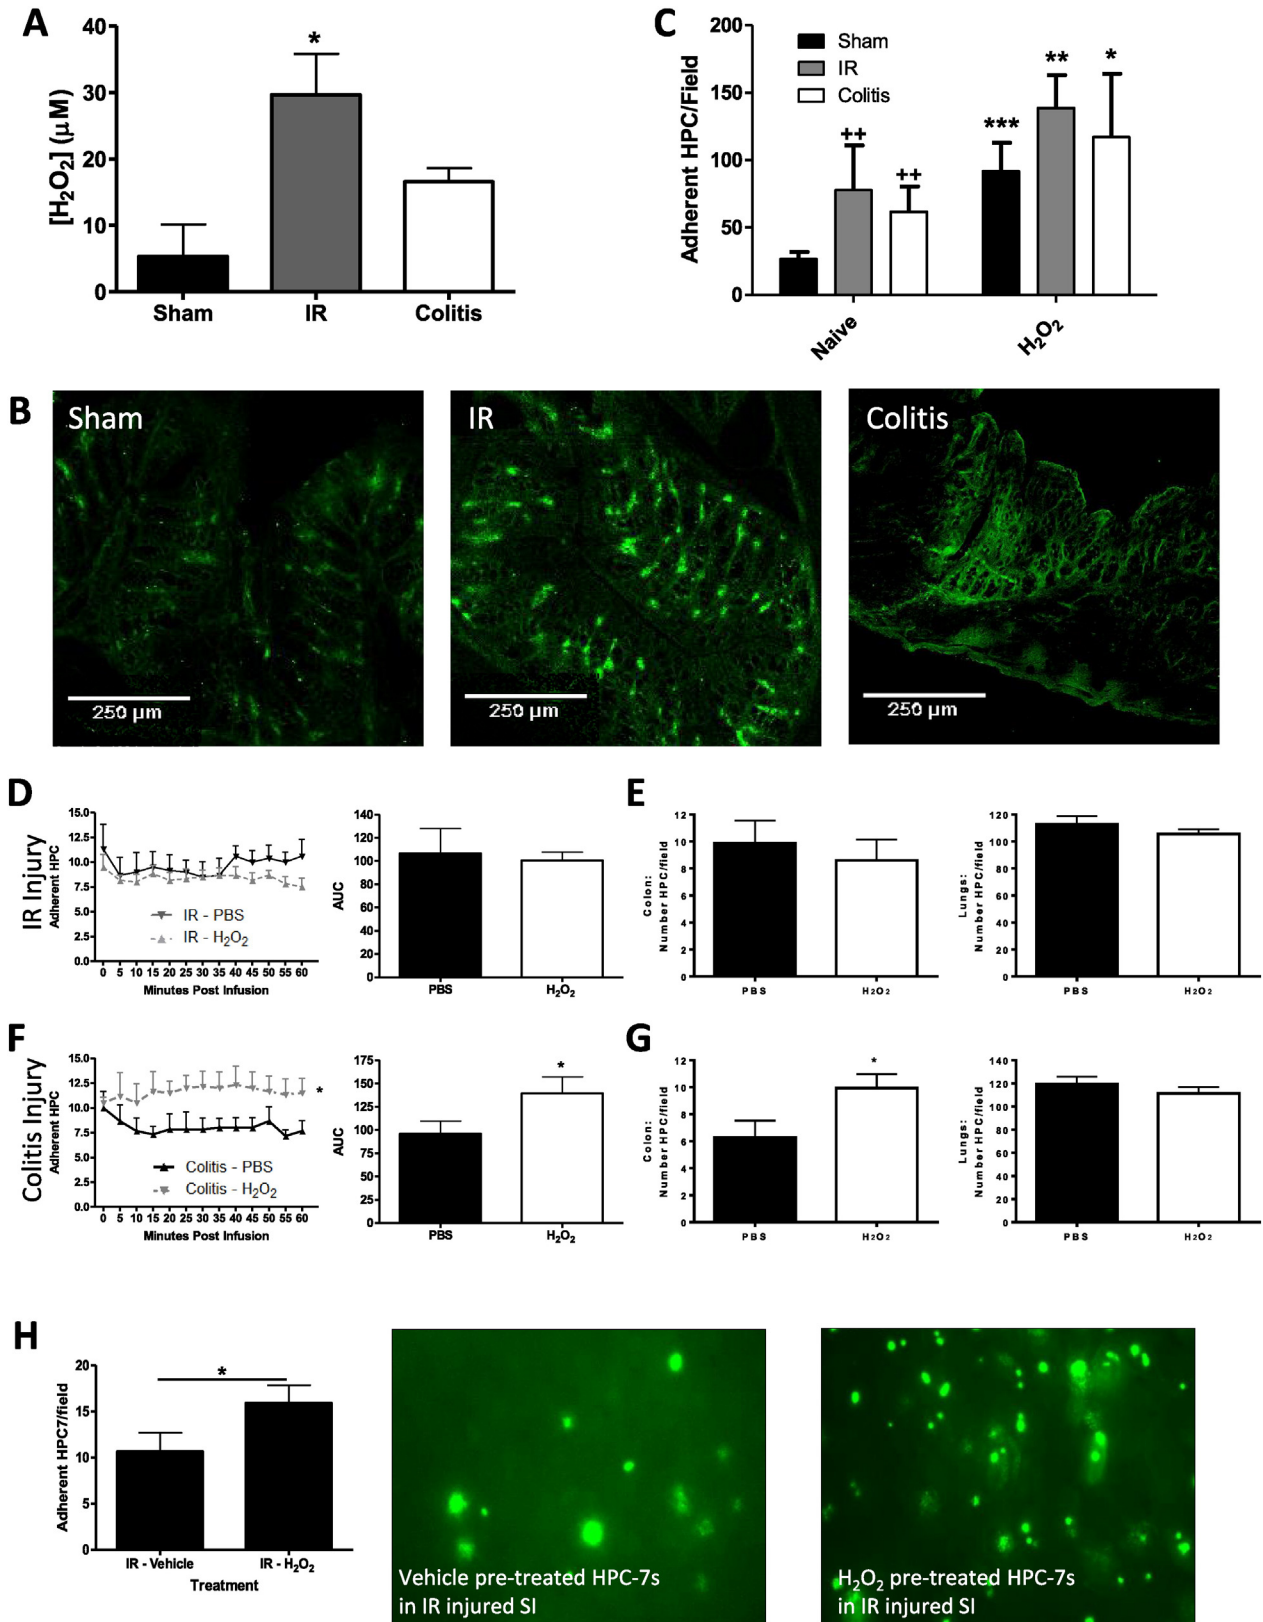 A
[H₂O₂] (µM)
40
30
20
10
0
*
Sham
IR
Colitis
C
Adherent HPC/Field
200
150
100
50
0
Sham
IR
Colitis
++
++
***
**
*
Naive
H₂O₂
B
Sham
250 µm
IR
250 µm
Colitis
250 µm
D
IR Injury
Adherent HPC
15.0
12.5
10.0
7.5
5.0
2.5
0.0
IR - PBS
IR - H₂O₂
0 5 10 15 20 25 30 35 40 45 50 55 60
Minutes Post Infusion
AUC
140
120
100
80
60
40
20
0
PBS
H₂O₂
E
Colon:
Number HPC/field
12
10
8
6
4
2
0
PBS
H₂O₂
Lungs:
Number HPC/field
120
100
80
60
40
20
0
PBS
H₂O₂
F
Colitis Injury
Adherent HPC
15.0
12.5
10.0
7.5
5.0
2.5
0.0
*
Colitis - PBS
Colitis - H₂O₂
0 5 10 15 20 25 30 35 40 45 50 55 60
Minutes Post Infusion
AUC
175
150
125
100
75
50
25
0
*
PBS
H₂O₂
G
Colon:
Number HPC/field
12
10
8
6
4
2
0
*
PBS
H₂O₂
Lungs:
Number HPC/field
140
120
100
80
60
40
20
0
PBS
H₂O₂
H
Adherent HPC7/field
20
15
10
5
0
*
IR - Vehicle
IR - H₂O₂
Treatment
Vehicle pre-treated HPC-7s
in IR injured SI
H₂O₂ pre-treated HPC-7s
in IR injured SI